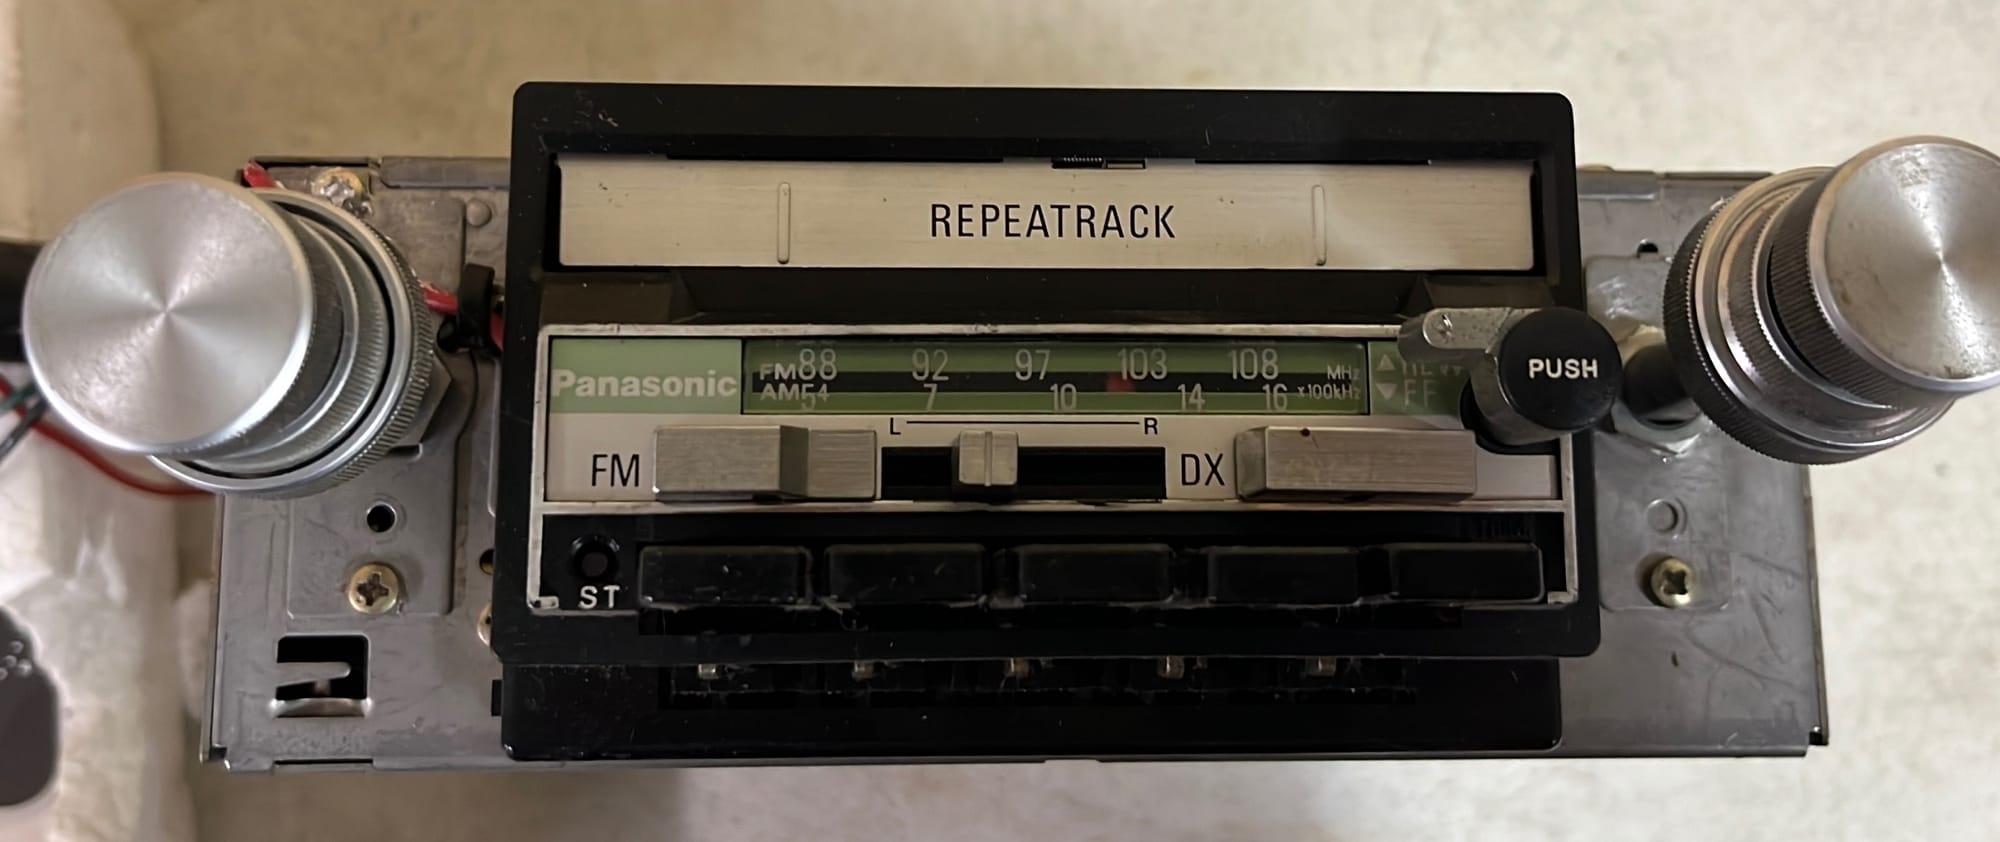 REPEATRACK
Panasonic
FM 88 92 97 103 108 MHz
AM 54 7 10 14 16 x100kHz
▲
▼ FF
PUSH
L R
FM
DX
ST